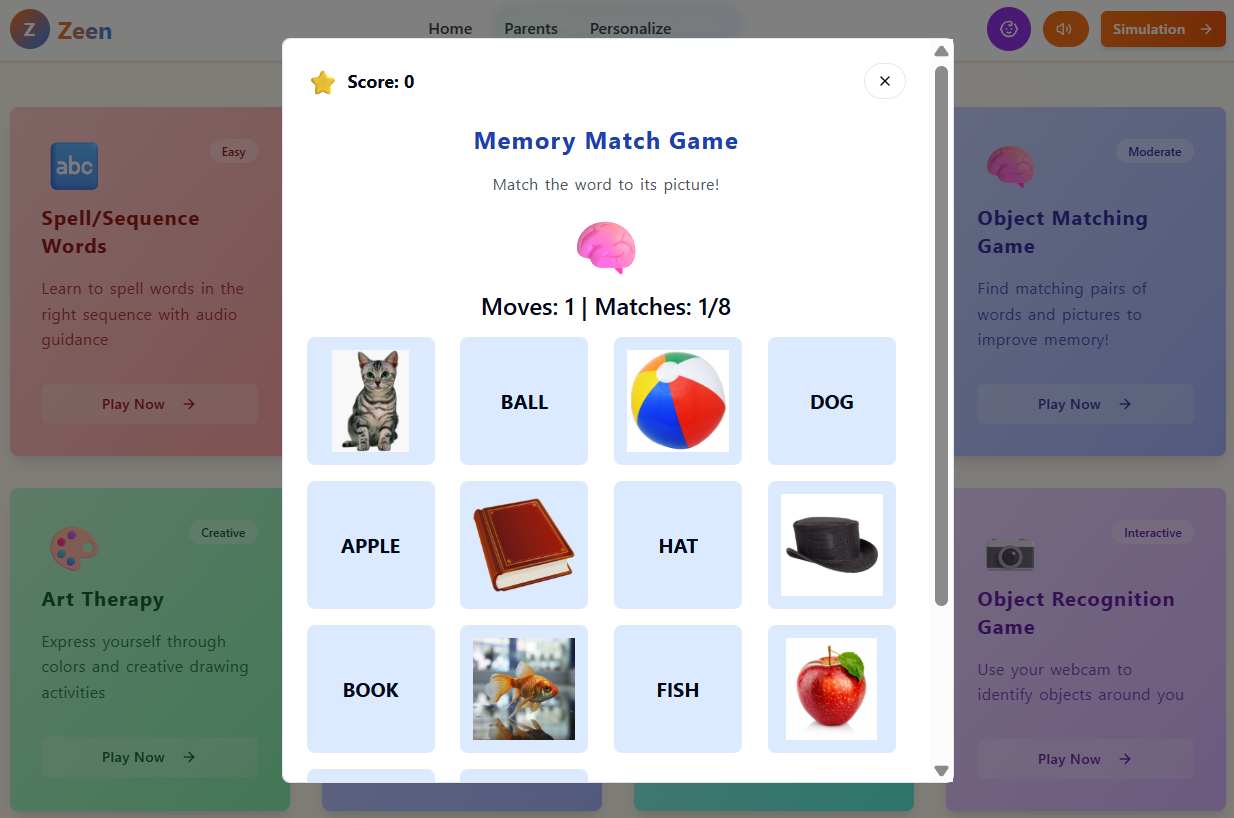 Z Zeen
Home Parents Personalize
Simulation
Score: 0
Memory Match Game
Match the word to its picture!
Moves: 1 | Matches: 1/8
BALL
DOG
APPLE
HAT
BOOK
FISH
abc
Easy
Spell/Sequence
Words
Learn to spell words in the
right sequence with audio
guidance
Play Now
Moderate
Object Matching
Game
Find matching pairs of
words and pictures to
improve memory!
Play Now
Creative
Art Therapy
Express yourself through
colors and creative drawing
activities
Play Now
Interactive
Object Recognition
Game
Use your webcam to
identify objects around you
Play Now